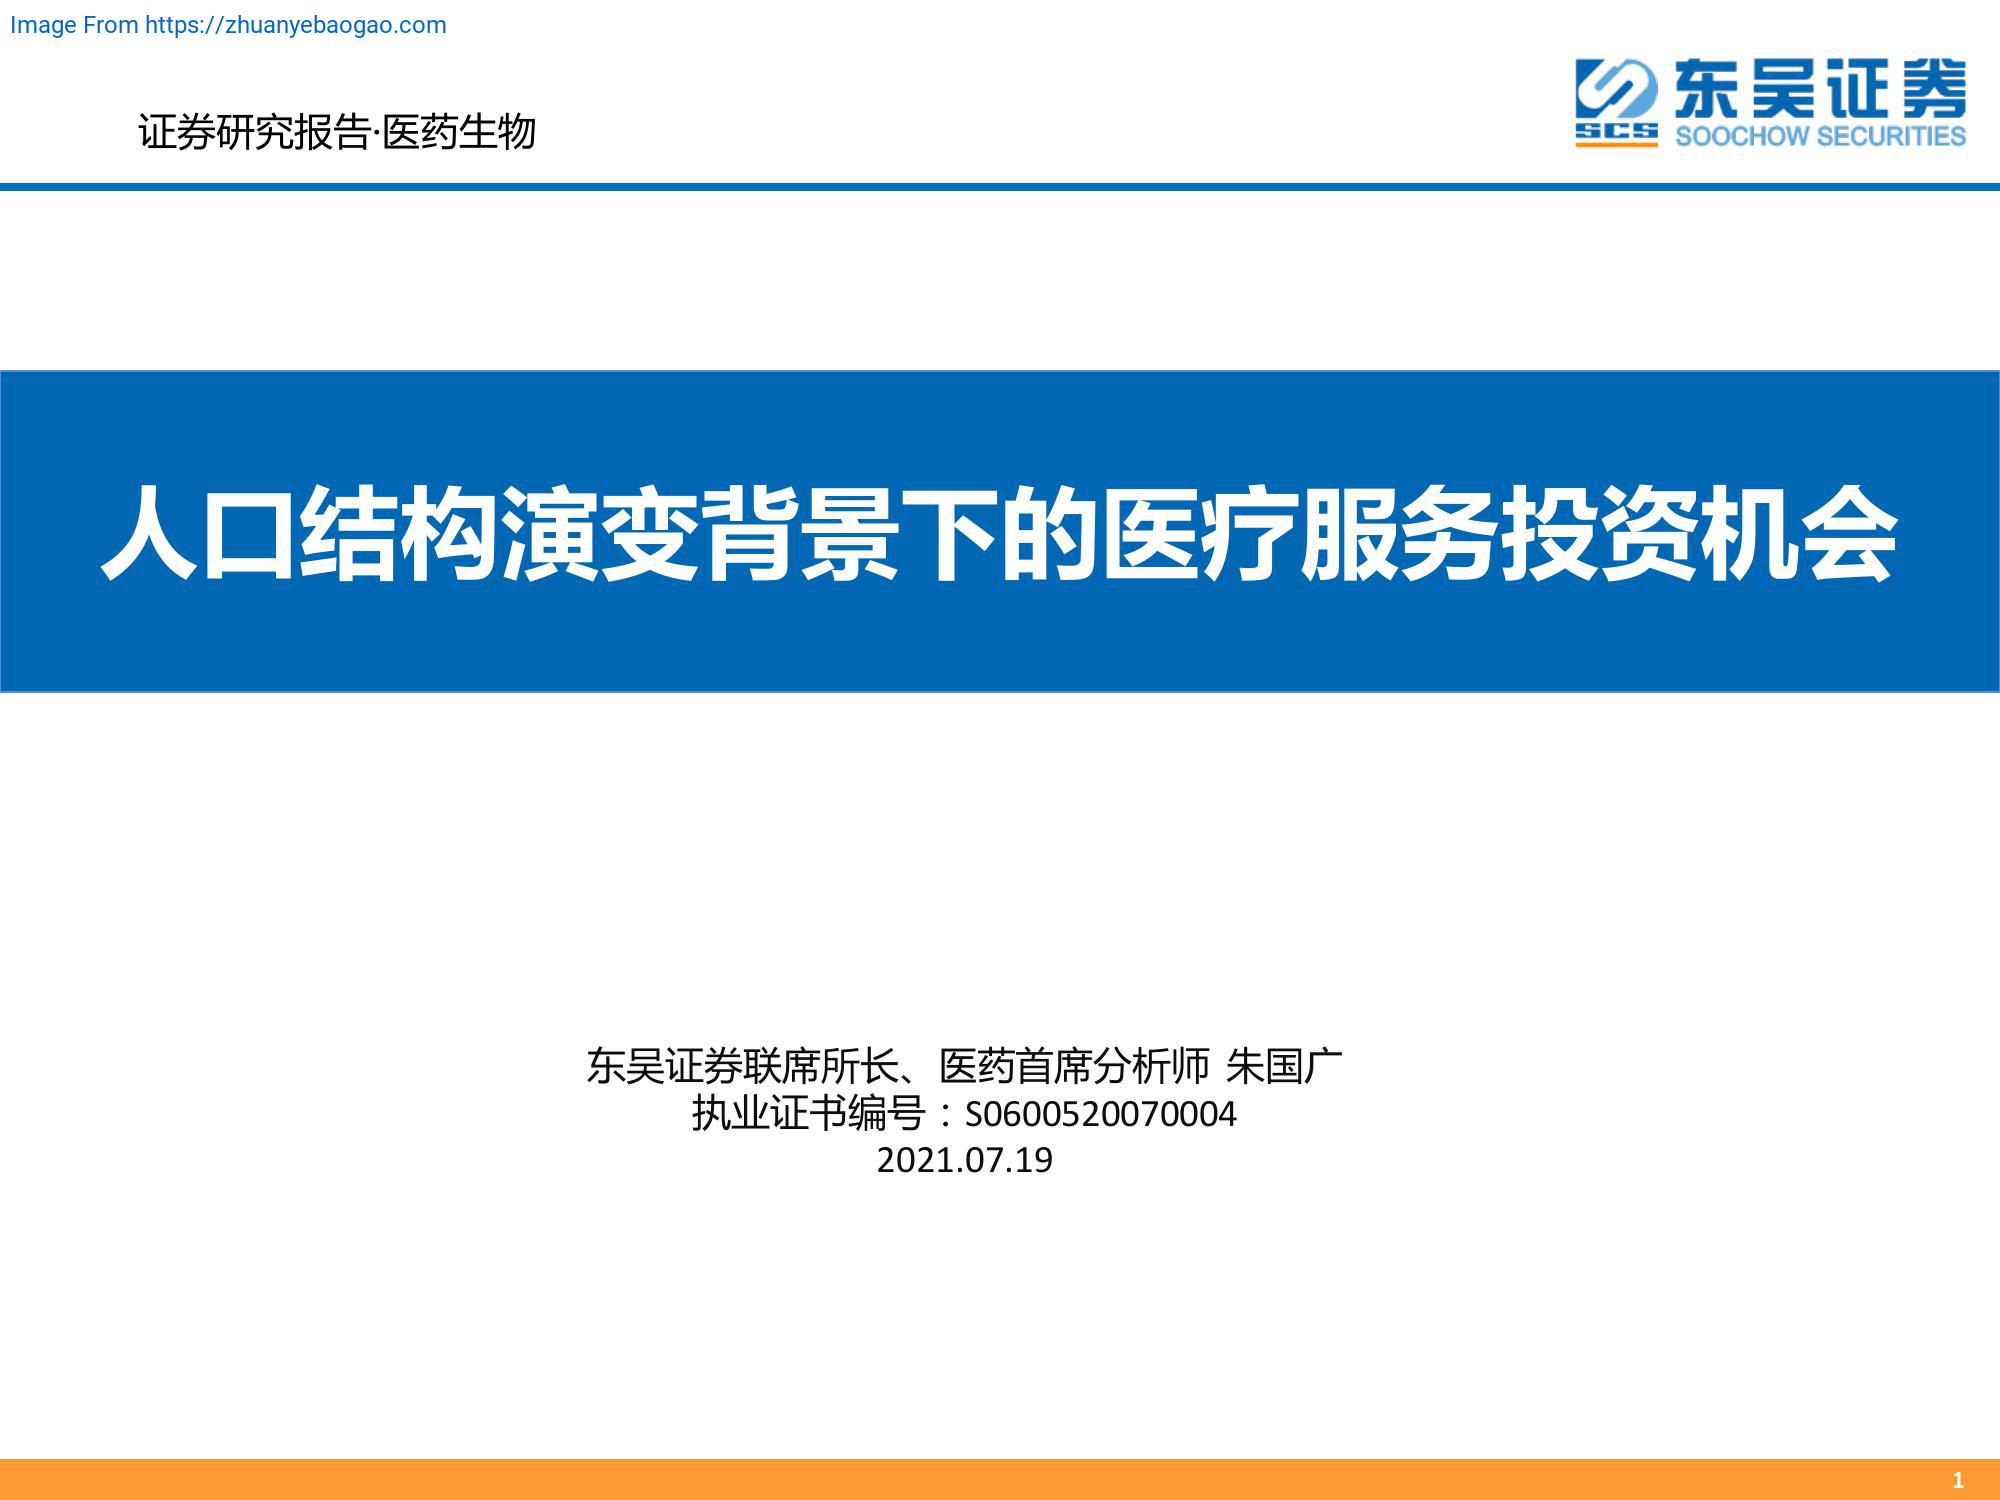 Image From https://zhuanyebaogao.com
证券研究报告·医药生物
SCS
东吴证券
SOOCHOW SECURITIES
人口结构演变背景下的医疗服务投资机会
东吴证券联席所长、医药首席分析师 朱国广
执业证书编号：S0600520070004
2021.07.19
1